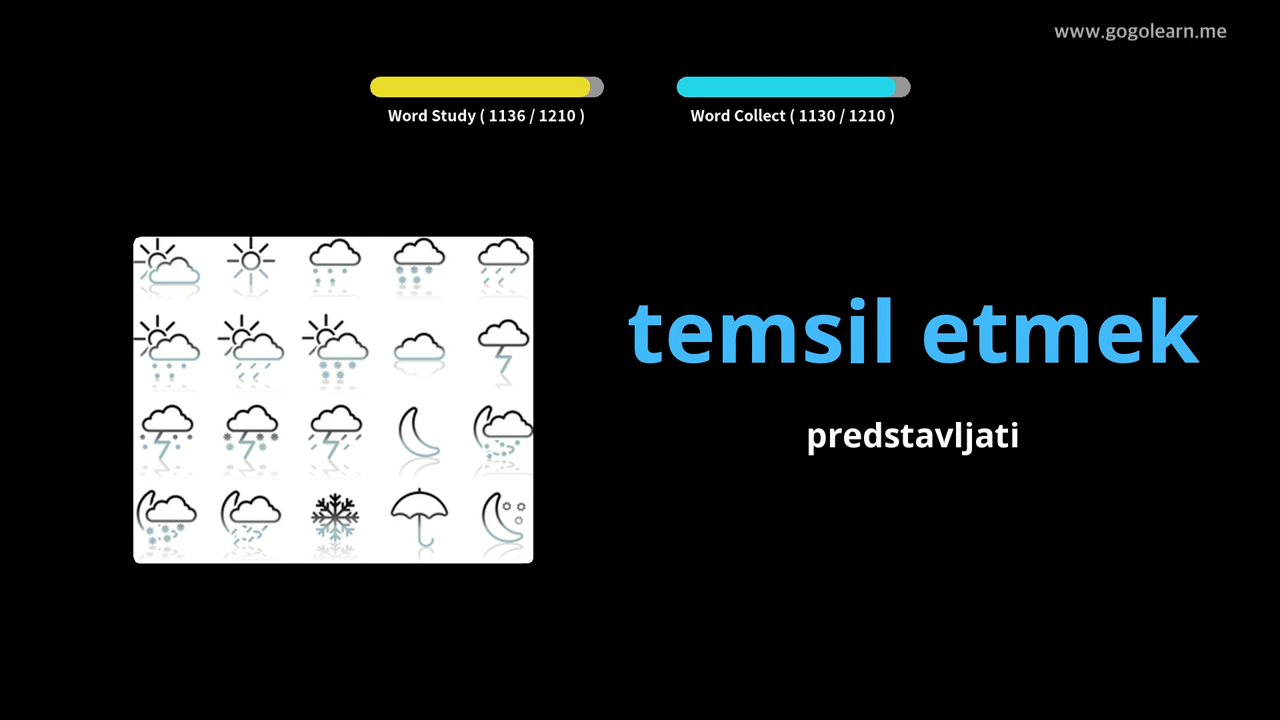 www.gogolearn.me
Word Study ( 1136 / 1210 )
Word Collect ( 1130 / 1210 )
temsil etmek
predstavljati